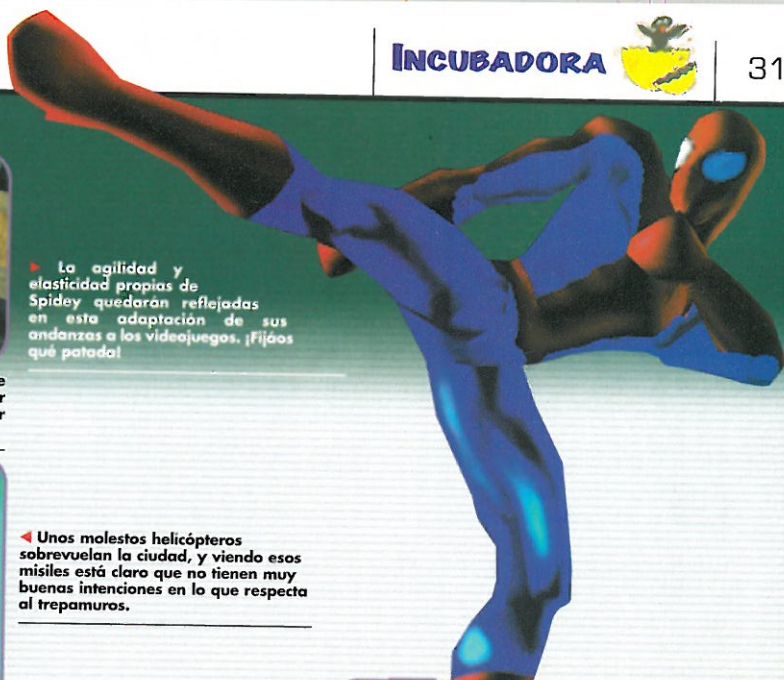 INCUBADORA
31
La agilidad y
elasticidad propias de
Spidey quedarán reflejadas
en esta adaptación de sus
andanzas a los videojuegos. ¡Fijáos
qué patada!
e
r
r
Unos molestos helicópteros
sobrevuelan la ciudad, y viendo esos
misiles está claro que no tienen muy
buenas intenciones en lo que respecta
al trepamuros.